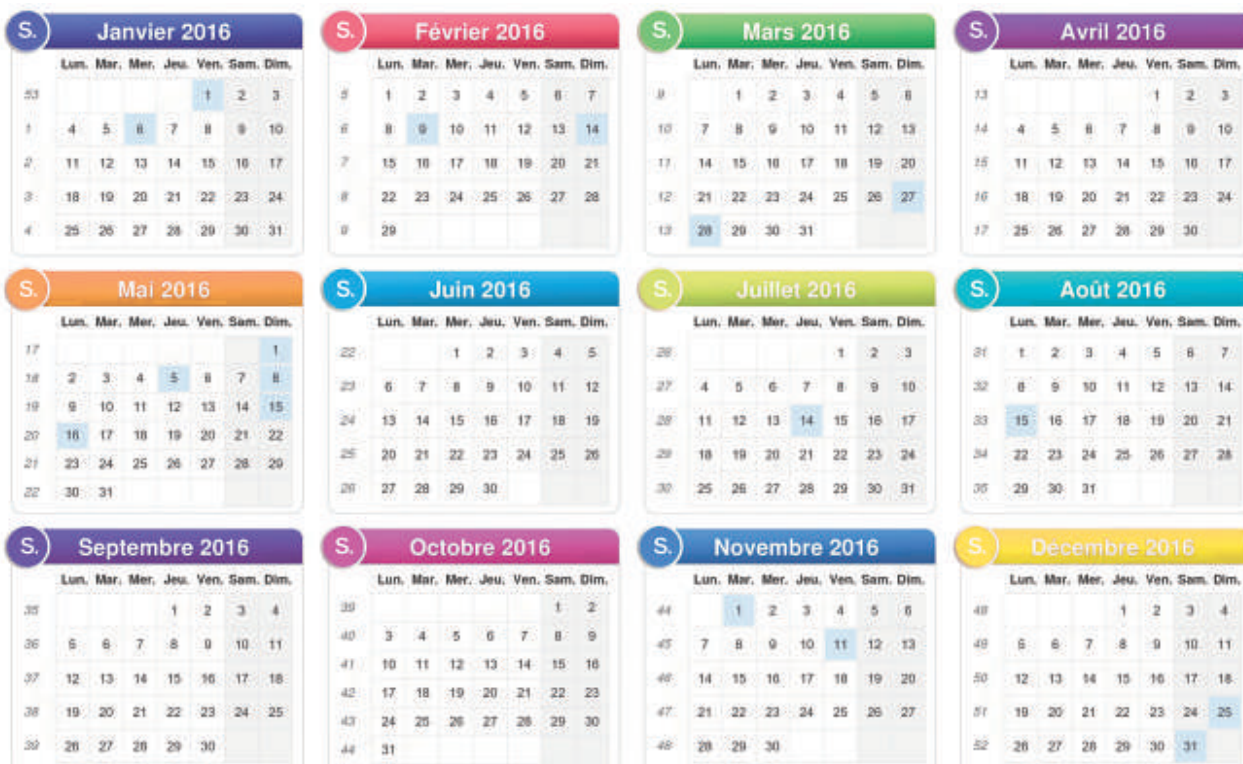 S. Janvier 2016
Lun. Mar. Mer. Jeu. Ven. Sam. Dim.
53 1 2 3
1 4 5 6 7 8 9 10
2 11 12 13 14 15 16 17
3 18 19 20 21 22 23 24
4 25 26 27 28 29 30 31
S. Février 2016
Lun. Mar. Mer. Jeu. Ven. Sam. Dim.
5 1 2 3 4 5 6 7
6 8 9 10 11 12 13 14
7 15 16 17 18 19 20 21
8 22 23 24 25 26 27 28
9 29
S. Mars 2016
Lun. Mar. Mer. Jeu. Ven. Sam. Dim.
9 1 2 3 4 5 6
10 7 8 9 10 11 12 13
11 14 15 16 17 18 19 20
12 21 22 23 24 25 26 27
13 28 29 30 31
S. Avril 2016
Lun. Mar. Mer. Jeu. Ven. Sam. Dim.
13 1 2 3
14 4 5 6 7 8 9 10
15 11 12 13 14 15 16 17
16 18 19 20 21 22 23 24
17 25 26 27 28 29 30
S. Mai 2016
Lun. Mar. Mer. Jeu. Ven. Sam. Dim.
17 1
18 2 3 4 5 6 7 8
19 9 10 11 12 13 14 15
20 16 17 18 19 20 21 22
21 23 24 25 26 27 28 29
22 30 31
S. Juin 2016
Lun. Mar. Mer. Jeu. Ven. Sam. Dim.
22 1 2 3 4 5
23 6 7 8 9 10 11 12
24 13 14 15 16 17 18 19
25 20 21 22 23 24 25 26
26 27 28 29 30
S. Juillet 2016
Lun. Mar. Mer. Jeu. Ven. Sam. Dim.
26 1 2 3
27 4 5 6 7 8 9 10
28 11 12 13 14 15 16 17
29 18 19 20 21 22 23 24
30 25 26 27 28 29 30 31
S. Août 2016
Lun. Mar. Mer. Jeu. Ven. Sam. Dim.
31 1 2 3 4 5 6 7
32 8 9 10 11 12 13 14
33 15 16 17 18 19 20 21
34 22 23 24 25 26 27 28
35 29 30 31
S. Septembre 2016
Lun. Mar. Mer. Jeu. Ven. Sam. Dim.
35 1 2 3 4
36 5 6 7 8 9 10 11
37 12 13 14 15 16 17 18
38 19 20 21 22 23 24 25
39 26 27 28 29 30
S. Octobre 2016
Lun. Mar. Mer. Jeu. Ven. Sam. Dim.
39 1 2
40 3 4 5 6 7 8 9
41 10 11 12 13 14 15 16
42 17 18 19 20 21 22 23
43 24 25 26 27 28 29 30
44 31
S. Novembre 2016
Lun. Mar. Mer. Jeu. Ven. Sam. Dim.
44 1 2 3 4 5 6
45 7 8 9 10 11 12 13
46 14 15 16 17 18 19 20
47 21 22 23 24 25 26 27
48 28 29 30
S. Décembre 2016
Lun. Mar. Mer. Jeu. Ven. Sam. Dim.
48 1 2 3 4
49 5 6 7 8 9 10 11
50 12 13 14 15 16 17 18
51 19 20 21 22 23 24 25
52 26 27 28 29 30 31